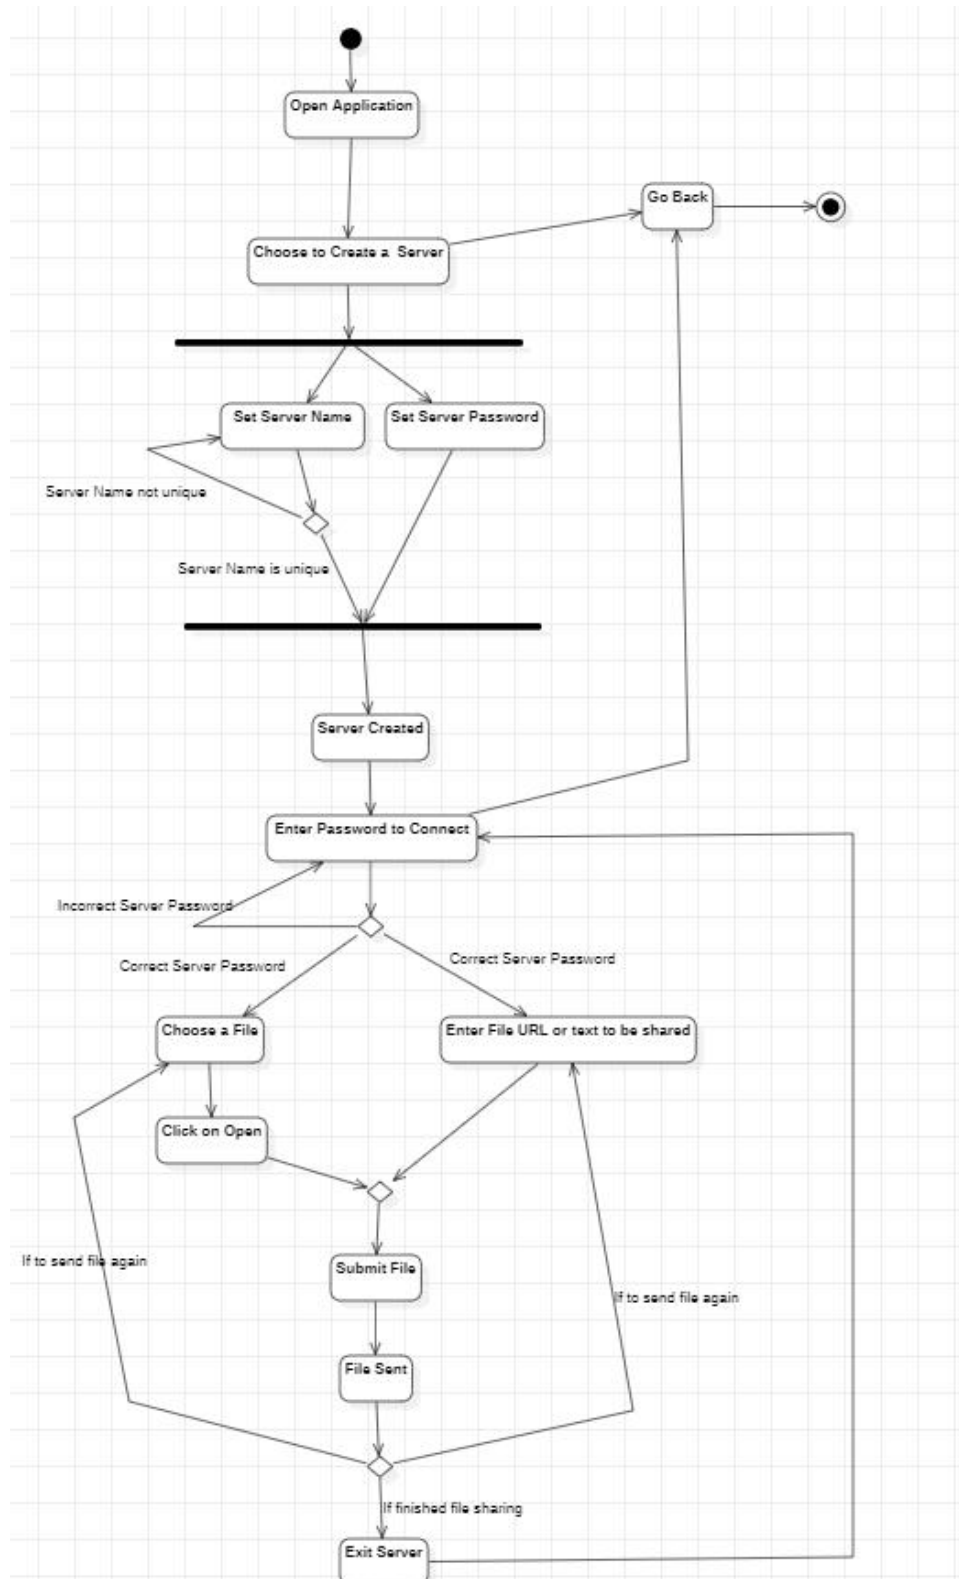 Open Application
Go Back
Choose to Create a  Server
Set Server Name
Set Server Password
Server Name not unique
Server Name is unique
Server Created
Enter Password to Connect
Incorrect Server Password
Correct Server Password
Correct Server Password
Choose a File
Enter File URL or text to be shared
Click on Open
If to send file again
Submit File
If to send file again
File Sent
If finished file sharing
Exit Server